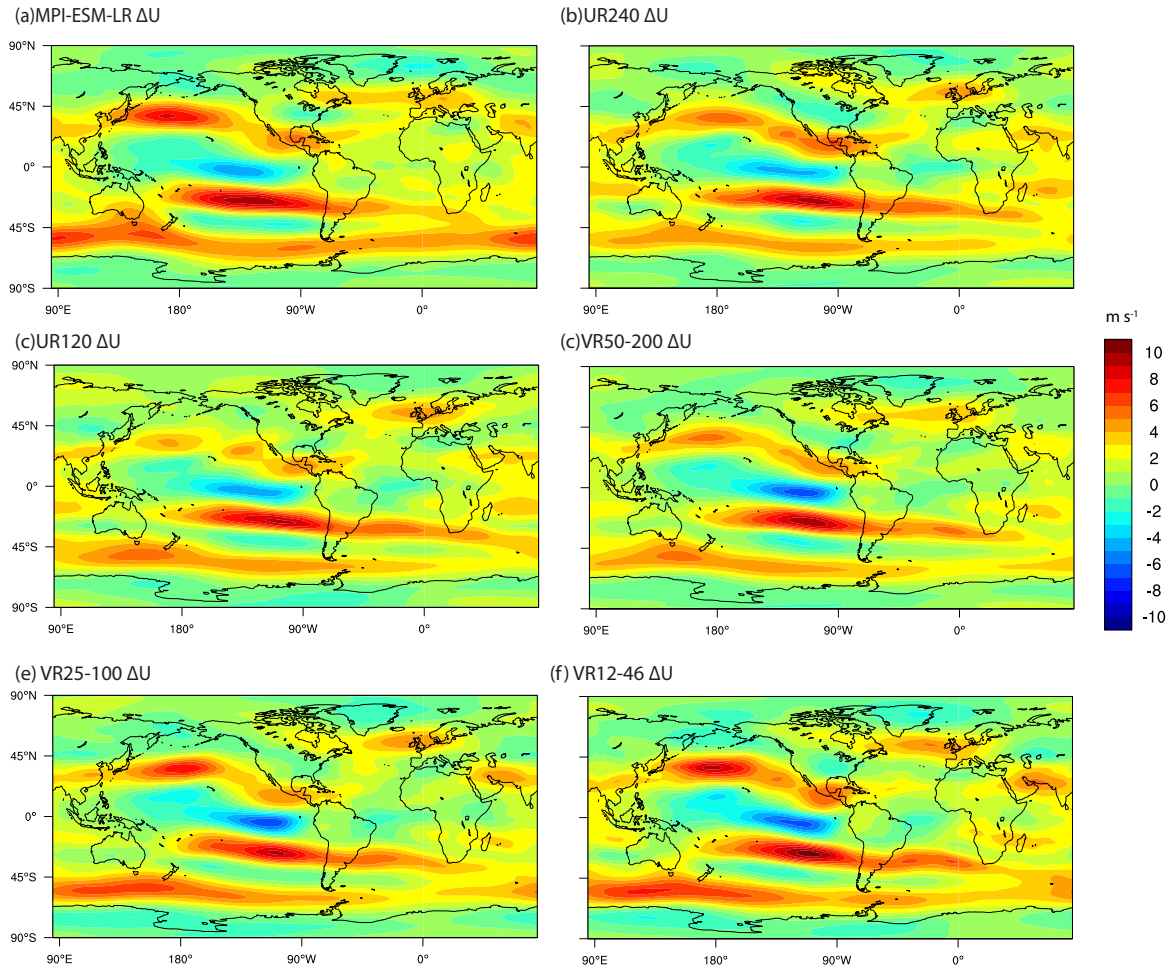 (a)MPI-ESM-LR ΔU
(b)UR240 ΔU
90°N
45°N
0°
45°S
90°S
90°E 180° 90°W 0°
90°E 180° 90°W 0°
(c)UR120 ΔU
(c)VR50-200 ΔU
90°N
45°N
0°
45°S
90°S
90°E 180° 90°W 0°
90°E 180° 90°W 0°
m s-1
10
8
6
4
2
0
-2
-4
-6
-8
-10
(e) VR25-100 ΔU
(f) VR12-46 ΔU
90°N
45°N
0°
45°S
90°S
90°E 180° 90°W 0°
90°E 180° 90°W 0°